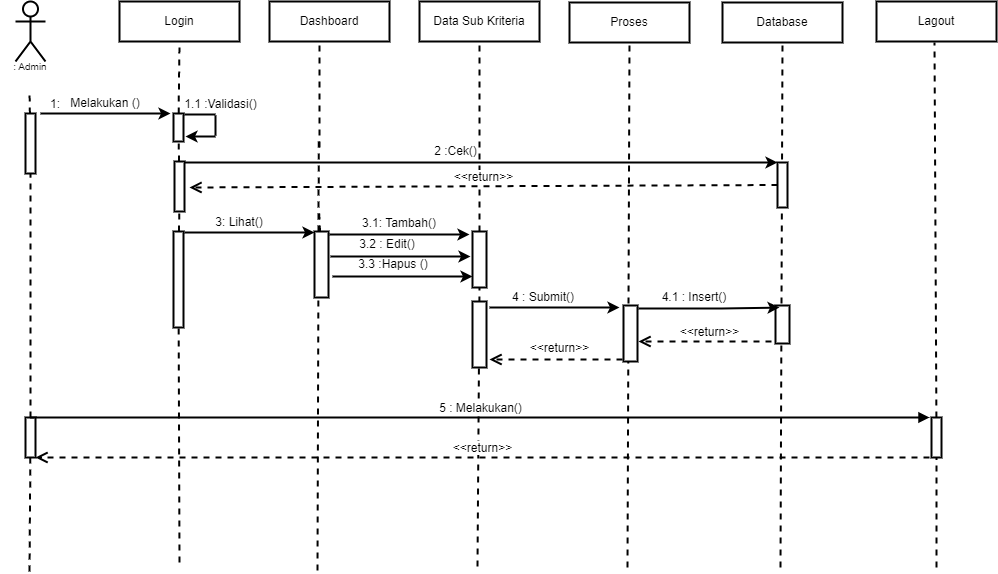 Login
Dashboard
Data Sub Kriteria
Proses
Database
Lagout
: Admin
1: Melakukan ()
1.1 :Validasi()
2 :Cek()
<<return>>
3: Lihat()
3.1: Tambah()
3.2 : Edit()
3.3 :Hapus ()
4 : Submit()
4.1 : Insert()
<<return>>
<<return>>
5 : Melakukan()
<<return>>